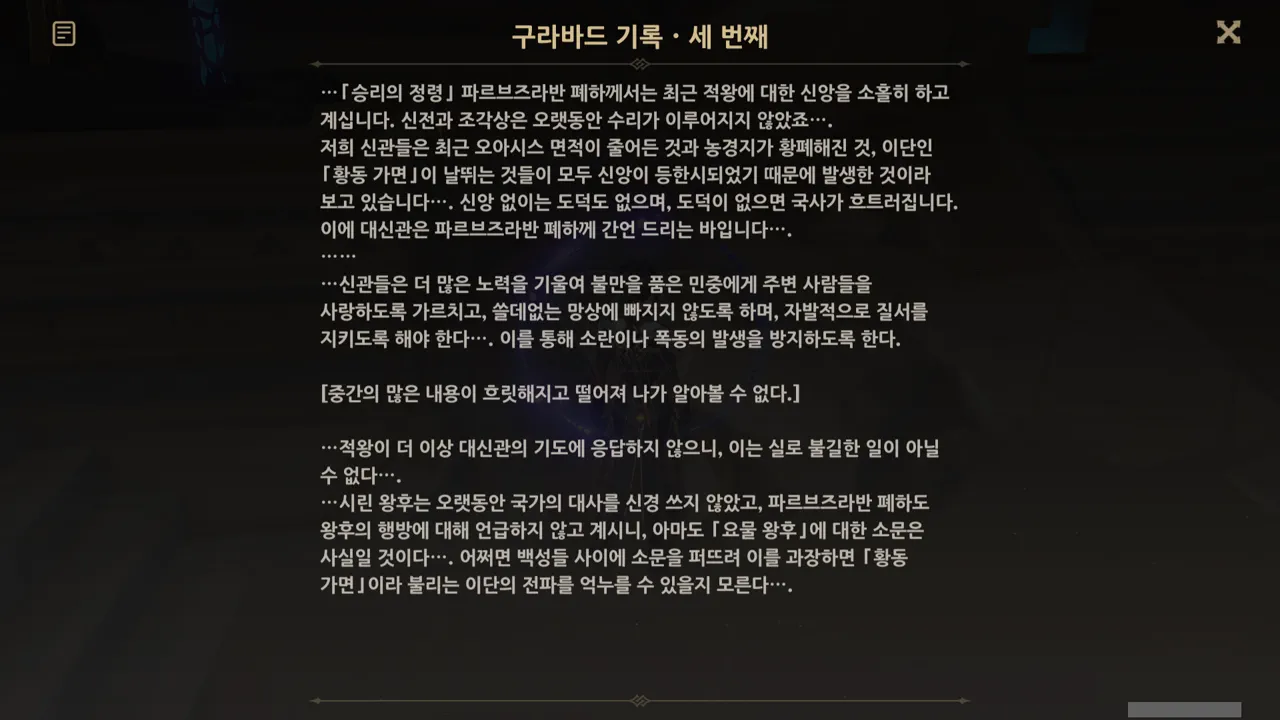 구라바드 기록 · 세 번째
…「승리의 정령」 파르브즈라반 폐하께서는 최근 적왕에 대한 신앙을 소홀히 하고
계십니다. 신전과 조각상은 오랫동안 수리가 이루어지지 않았죠….
저희 신관들은 최근 오아시스 면적이 줄어든 것과 농경지가 황폐해진 것, 이단인
「황동 가면」이 날뛰는 것들이 모두 신앙이 등한시되었기 때문에 발생한 것이라
보고 있습니다…. 신앙 없이는 도덕도 없으며, 도덕이 없으면 국사가 흐트러집니다.
이에 대신관은 파르브즈라반 폐하께 간언 드리는 바입니다….
……
…신관들은 더 많은 노력을 기울여 불만을 품은 민중에게 주변 사람들을
사랑하도록 가르치고, 쓸데없는 망상에 빠지지 않도록 하며, 자발적으로 질서를
지키도록 해야 한다…. 이를 통해 소란이나 폭동의 발생을 방지하도록 한다.
[중간의 많은 내용이 흐릿해지고 떨어져 나가 알아볼 수 없다.]
…적왕이 더 이상 대신관의 기도에 응답하지 않으니, 이는 실로 불길한 일이 아닐
수 없다….
…시린 왕후는 오랫동안 국가의 대사를 신경 쓰지 않았고, 파르브즈라반 폐하도
왕후의 행방에 대해 언급하지 않고 계시니, 아마도 「요물 왕후」에 대한 소문은
사실일 것이다…. 어쩌면 백성들 사이에 소문을 퍼뜨려 이를 과장하면 「황동
가면」이라 불리는 이단의 전파를 억누를 수 있을지 모른다….